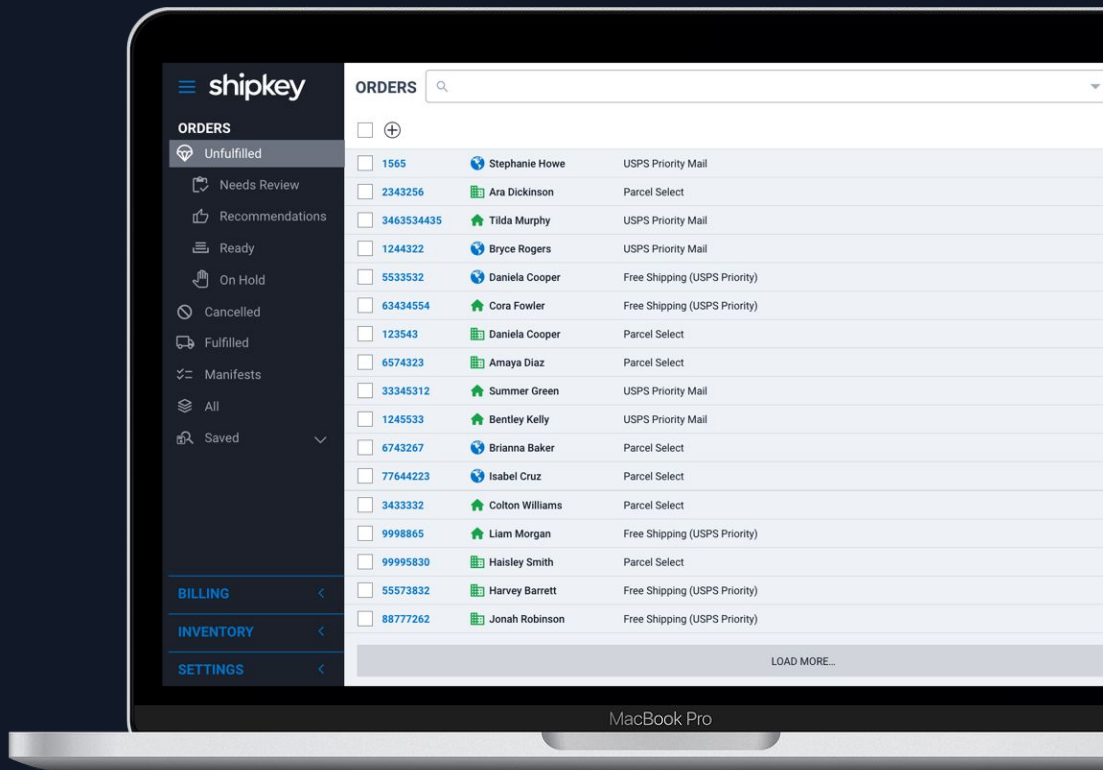 shipkey
ORDERS
Unfulfilled
Needs Review
Recommendations
Ready
On Hold
Cancelled
Fulfilled
Manifests
All
Saved
BILLING
INVENTORY
SETTINGS
ORDERS
1565 Stephanie Howe USPS Priority Mail
2343256 Ara Dickinson Parcel Select
3463534435 Tilda Murphy USPS Priority Mail
1244322 Bryce Rogers USPS Priority Mail
5533532 Daniela Cooper Free Shipping (USPS Priority)
63434554 Cora Fowler Free Shipping (USPS Priority)
123543 Daniela Cooper Parcel Select
6574323 Amaya Diaz Parcel Select
33345312 Summer Green USPS Priority Mail
1245533 Bentley Kelly USPS Priority Mail
6743267 Brianna Baker Parcel Select
77644223 Isabel Cruz Parcel Select
3433332 Colton Williams Parcel Select
9998865 Liam Morgan Free Shipping (USPS Priority)
99995830 Haisley Smith Parcel Select
55573832 Harvey Barrett Free Shipping (USPS Priority)
88777262 Jonah Robinson Free Shipping (USPS Priority)
LOAD MORE...
MacBook Pro